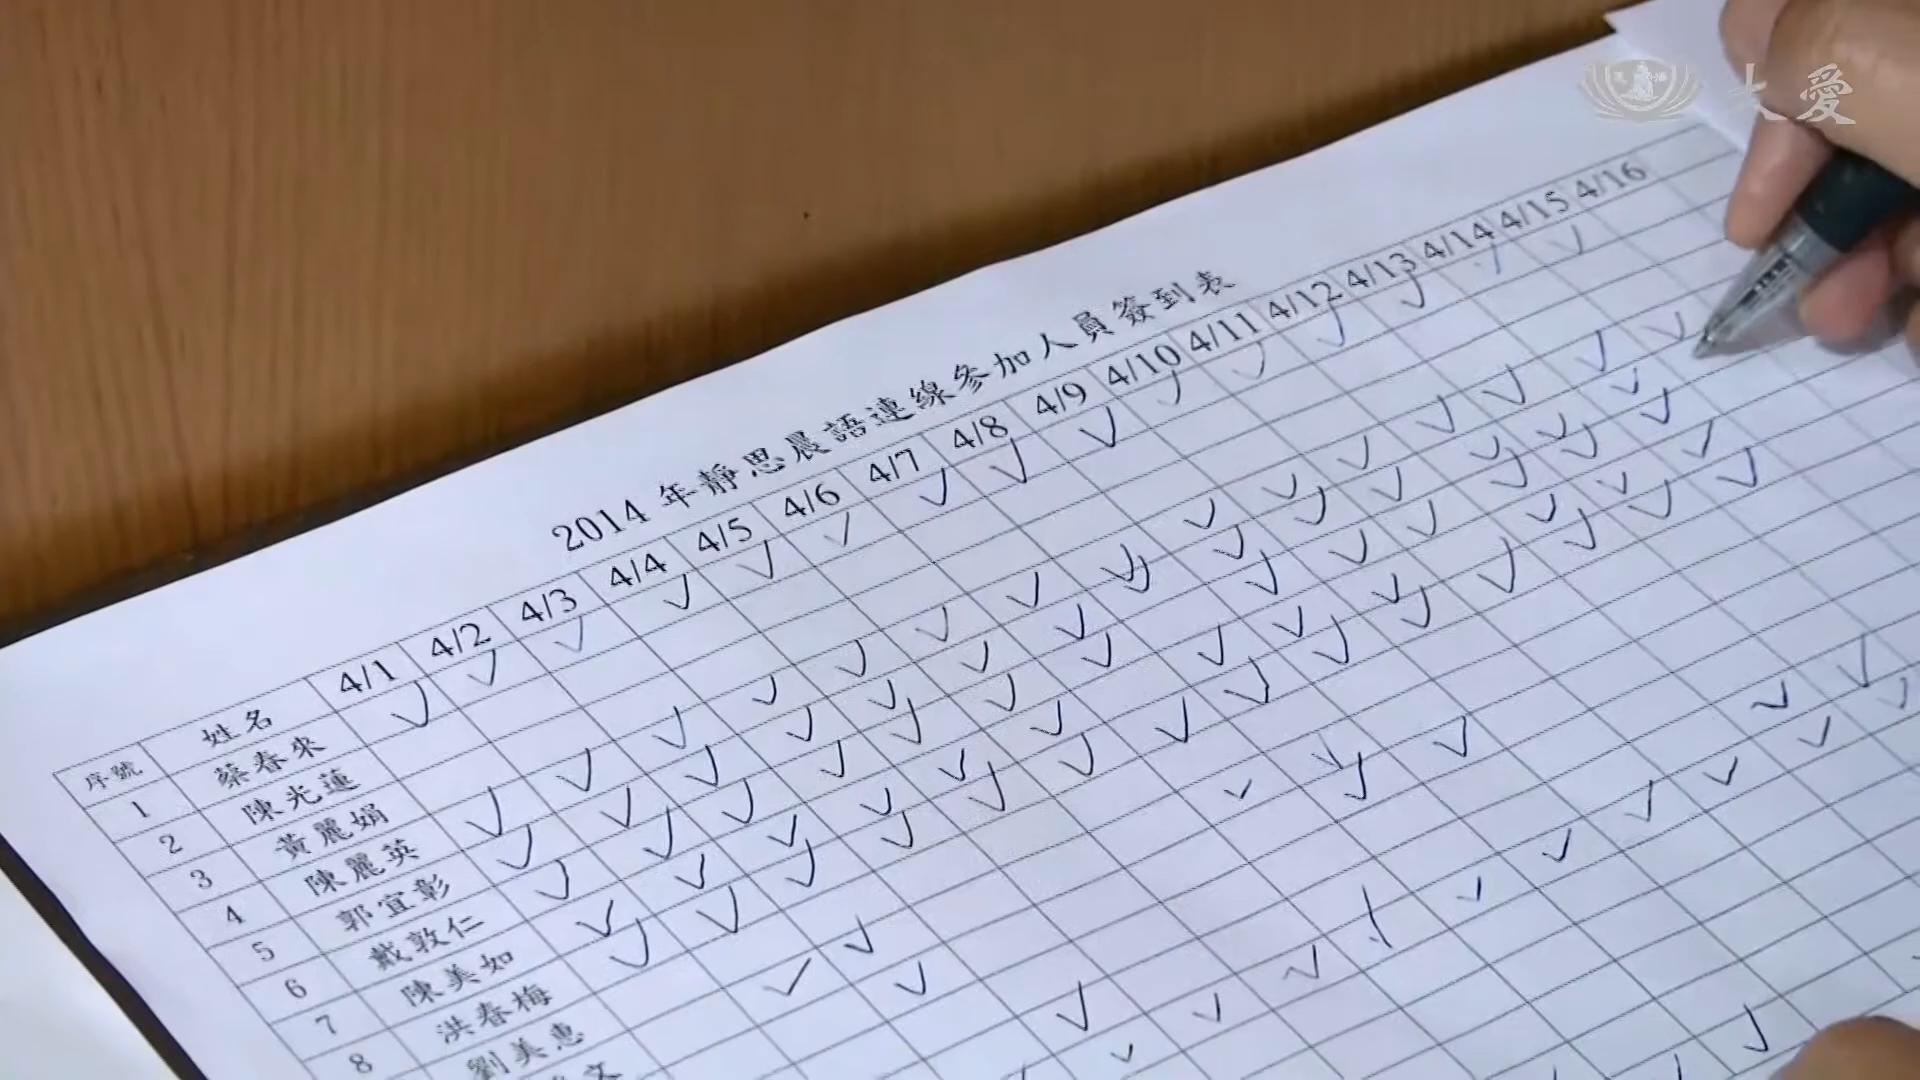 大愛
2014 年靜思晨語連線參加人員簽到表
序號 姓名 4/1 4/2 4/3 4/4 4/5 4/6 4/7 4/8 4/9 4/10 4/11 4/12 4/13 4/14 4/15 4/16
1 蔡春來
2 陳光蓮
3 黃麗娟
4 陳麗英
5 郭宜彰
6 戴敦仁
7 陳美如
8 洪春梅
劉美惠
文